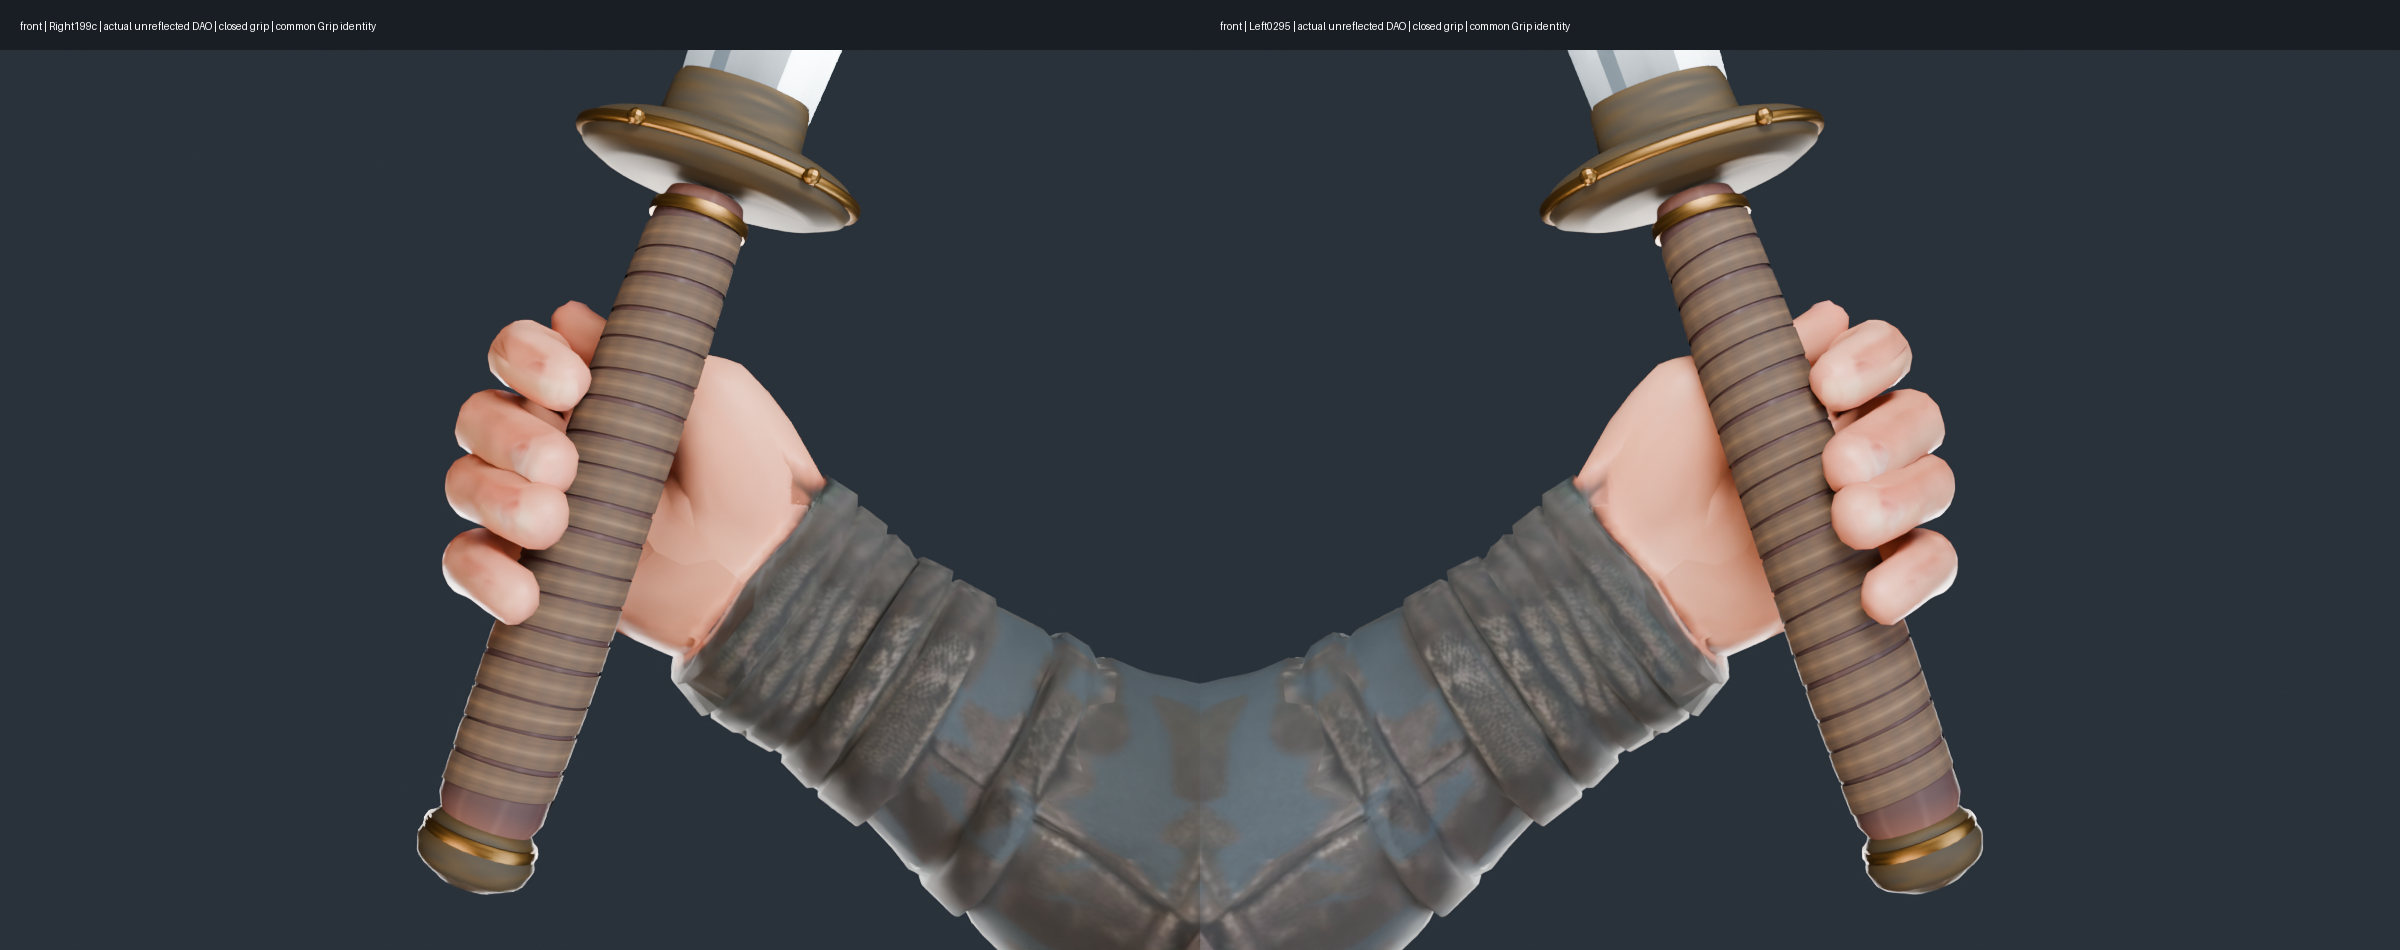 front | Right199c | actual unreflected DAO | closed grip | common Grip identity
front | Left0295 | actual unreflected DAO | closed grip | common Grip identity